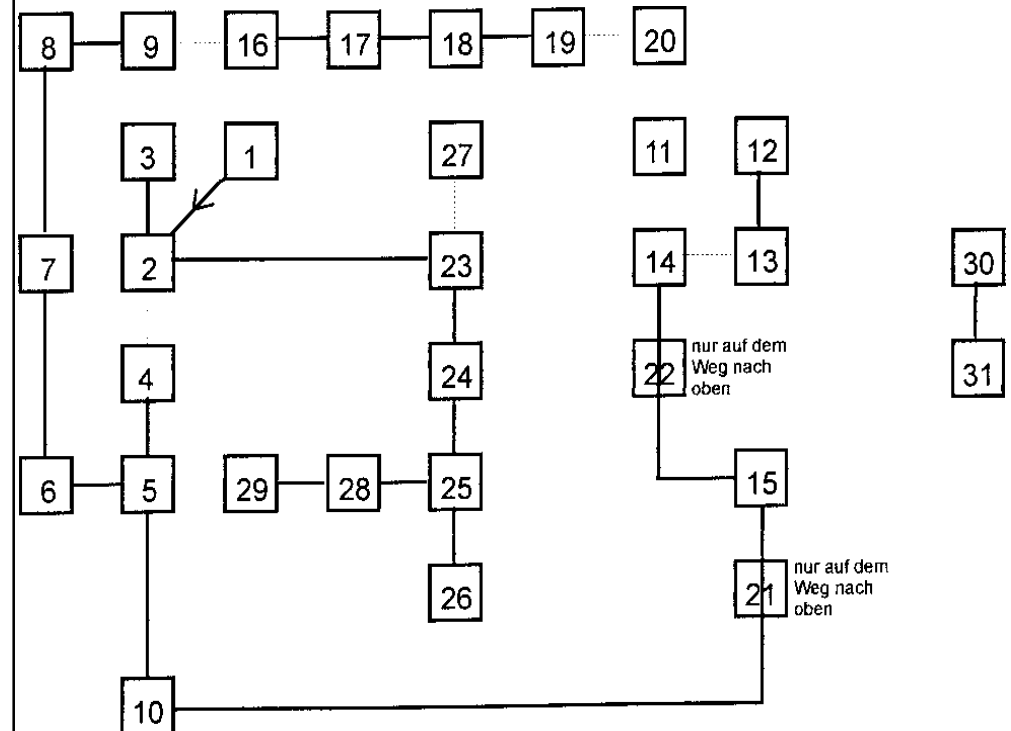 8 9 16 17 18 19 20
3 1 27 11 12
7 2 23 14 13 30
4 24 22 nur auf dem
Weg nach
oben
31
6 5 29 28 25 15
26 21 nur auf dem
Weg nach
oben
10